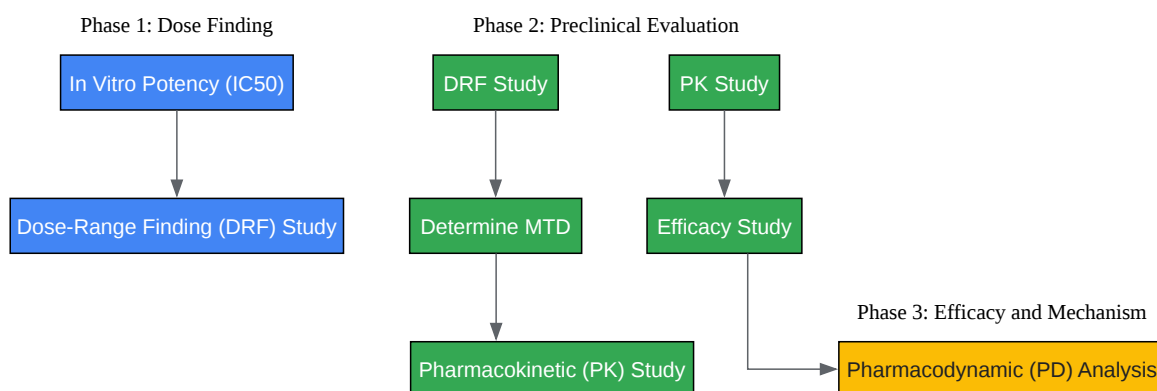 Phase 1: Dose Finding
Phase 2: Preclinical Evaluation
In Vitro Potency (IC50)
DRF Study
PK Study
Dose-Range Finding (DRF) Study
Determine MTD
Efficacy Study
Phase 3: Efficacy and Mechanism
Pharmacokinetic (PK) Study
Pharmacodynamic (PD) Analysis